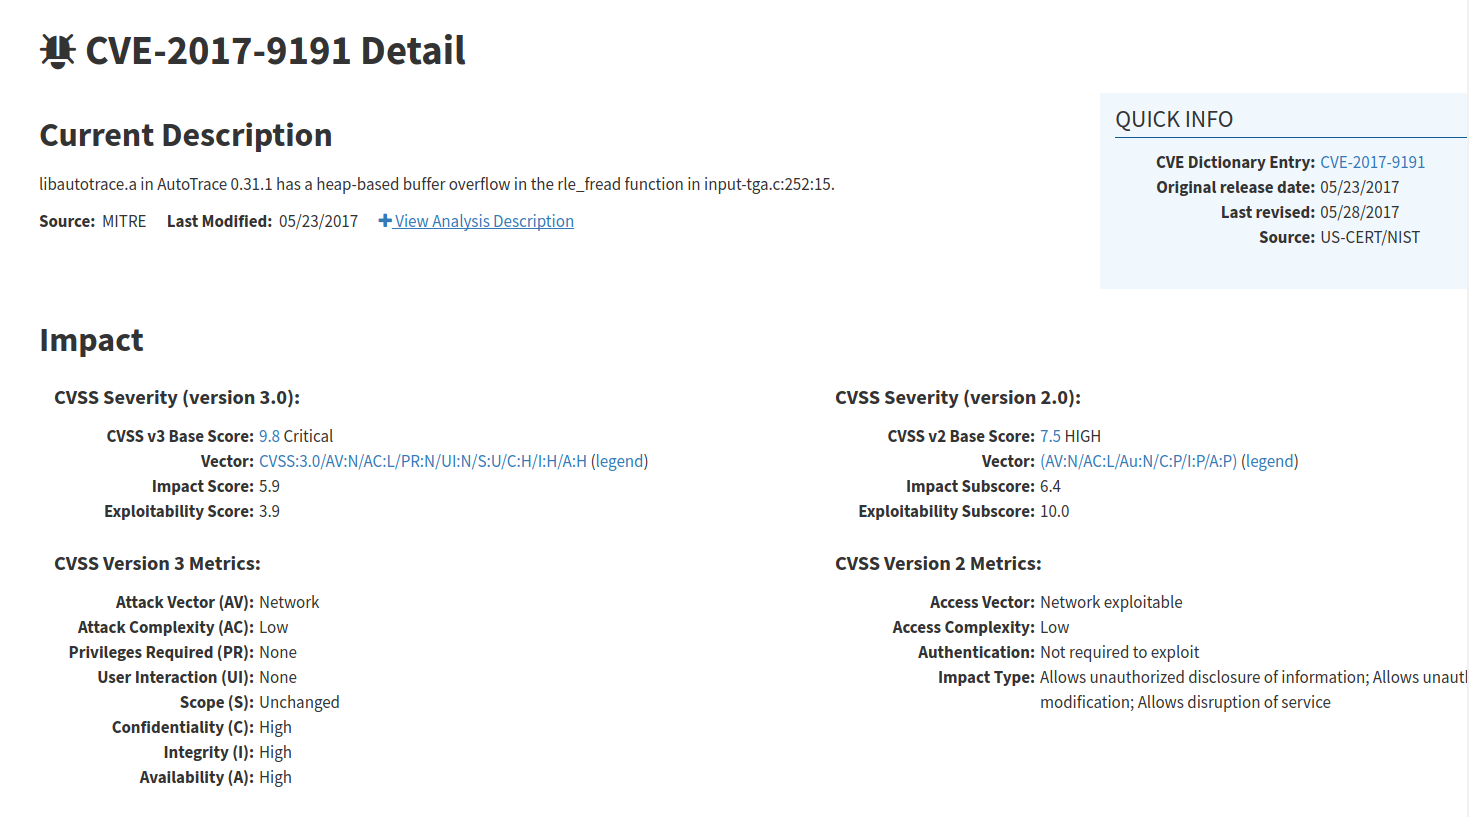 CVE-2017-9191 Detail
Current Description
libautotrace.a in AutoTrace 0.31.1 has a heap-based buffer overflow in the rle_fread function in input-tga.c:252:15.
Source: MITRE Last Modified: 05/23/2017 View Analysis Description
QUICK INFO
CVE Dictionary Entry: CVE-2017-9191
Original release date: 05/23/2017
Last revised: 05/28/2017
Source: US-CERT/NIST
Impact
CVSS Severity (version 3.0):
CVSS v3 Base Score: 9.8 Critical
Vector: CVSS:3.0/AV:N/AC:L/PR:N/UI:N/S:U/C:H/I:H/A:H (legend)
Impact Score: 5.9
Exploitability Score: 3.9
CVSS Version 3 Metrics:
Attack Vector (AV): Network
Attack Complexity (AC): Low
Privileges Required (PR): None
User Interaction (UI): None
Scope (S): Unchanged
Confidentiality (C): High
Integrity (I): High
Availability (A): High
CVSS Severity (version 2.0):
CVSS v2 Base Score: 7.5 HIGH
Vector: (AV:N/AC:L/Au:N/C:P/I:P/A:P) (legend)
Impact Subscore: 6.4
Exploitability Subscore: 10.0
CVSS Version 2 Metrics:
Access Vector: Network exploitable
Access Complexity: Low
Authentication: Not required to exploit
Impact Type: Allows unauthorized disclosure of information; Allows
modification; Allows disruption of service